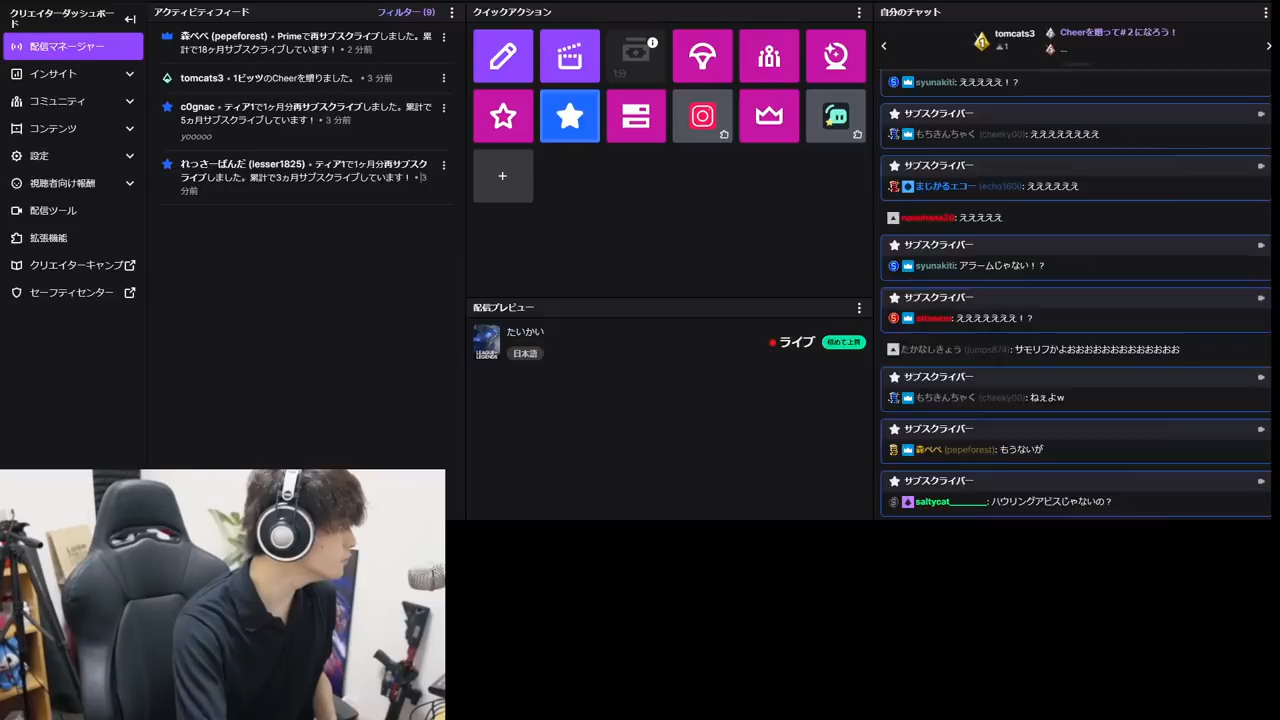 クリエイターダッシュボー
ド
配信マネージャー
インサイト
コミュニティ
コンテンツ
設定
視聴者向け報酬
配信ツール
拡張機能
クリエイターキャンプ
セーフティセンター
アクティビティフィード
フィルター (9)
森ぺぺ (pepeforest) • Primeで再サブスクライブしました。累
計で18ヶ月サブスクライブしています! • 2 分前
tomcats3 • 1ビッツのCheerを贈りました。 • 3 分前
c0gnac • ティア1で1ヶ月分再サブスクライブしました。累計で
5ヵ月サブスクライブしています! • 3 分前
yooooo
れっさーぱんだ (lesser1825) • ティア1で1ヶ月分再サブスク
ライブしました。累計で3ヵ月サブスクライブしています! • 3
分前
クイックアクション
1分
配信プレビュー
たいかい
日本語
LEAGUE
LEGENDS
ライブ
極めて上質
自分のチャット
1
tomcats3
1
Cheerを贈って#2になろう!
...
syunakiti: えええええ!?
サブスクライバー
もちきんちゃく (cheeky00): ええええええええ
サブスクライバー
まじかるエコー (echo160i): ええええええ
nanohana26: えええええ
サブスクライバー
syunakiti: アラームじゃない!?
サブスクライバー
: えええええええ!?
たかなしきょう (jumps874): サモリフかよおおおおおおおおおおおおお
サブスクライバー
もちきんちゃく (cheeky00): ねぇよw
サブスクライバー
森ぺぺ (pepeforest): もうないが
サブスクライバー
saltycat________: ハウリングアビスじゃないの?